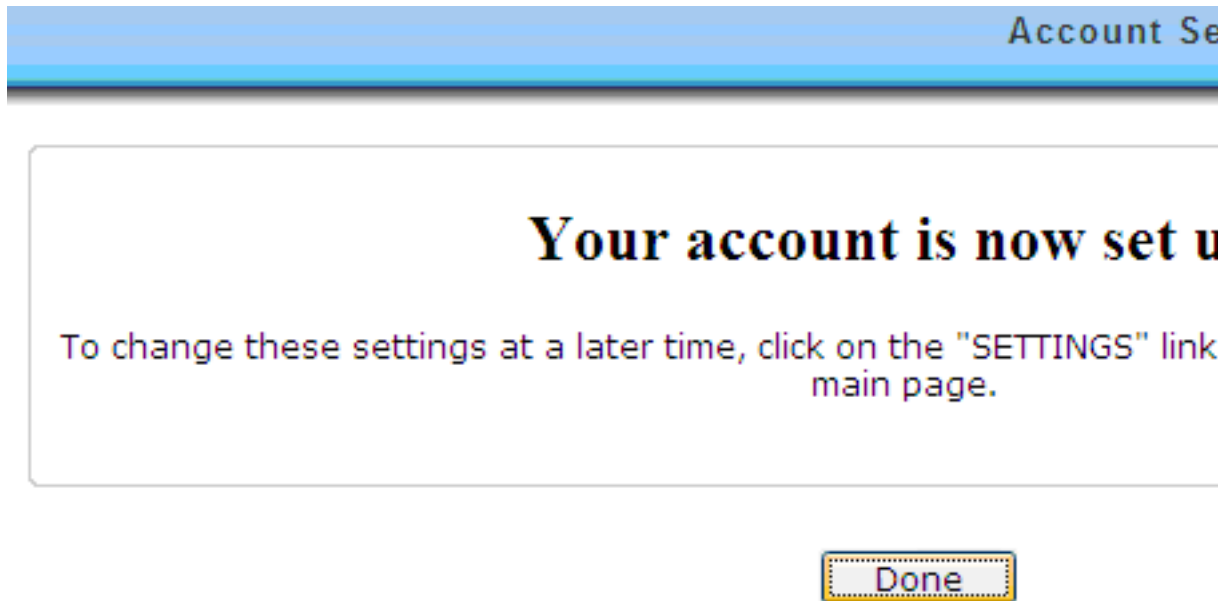 Account Se
Your account is now set u
To change these settings at a later time, click on the "SETTINGS" link
main page.
Done